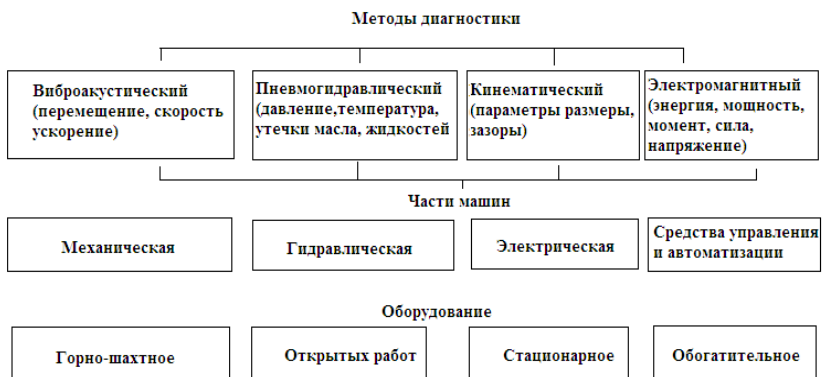 Методы диагностики
Виброакустический
(перемещение, скорость
ускорение)
Пневмогидравлический
(давление,температура,
утечки масла, жидкостей
Кинематический
(параметры размеры,
зазоры)
Электромагнитный
(энергия, мощность,
момент, сила,
напряжение)
Части машин
Механическая
Гидравлическая
Электрическая
Средства управления
и автоматизации
Оборудование
Горно-шахтное
Открытых работ
Стационарное
Обогатительное